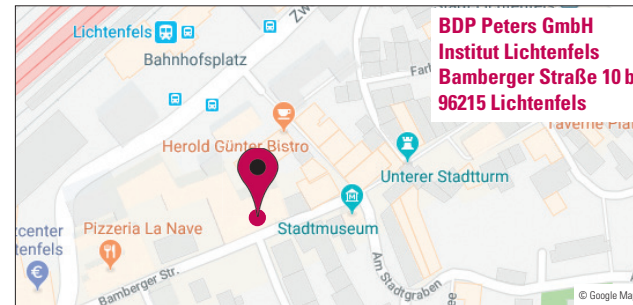 BDP Peters GmbH
Institut Lichtenfels
Bamberger Straße 10 b
96215 Lichtenfels
Lichtenfels
Bahnhofsplatz
Herold Günter Bistro
Unterer Stadtturm
Pizzeria La Nave
Stadtmuseum
Bamberger Str.
Am Stadtgraben
© Google Ma